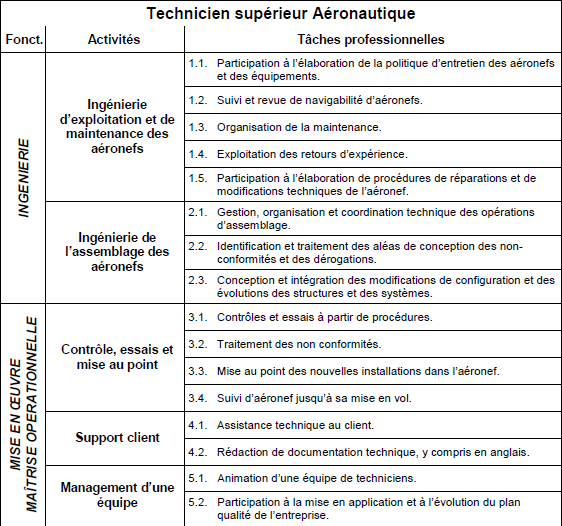 Technicien supérieur Aéronautique
Fonct.
Activités
Tâches professionnelles
INGENIERIE
Ingénierie
d'exploitation et de
maintenance des
aéronefs
1.1. Participation à l'élaboration de la politique d'entretien des aéronefs
et des équipements.
1.2. Suivi et revue de navigabilité d'aéronefs.
1.3. Organisation de la maintenance.
1.4. Exploitation des retours d'expérience.
1.5. Participation à l'élaboration de procédures de réparations et de
modifications techniques de l'aéronef.
Ingénierie de
l'assemblage des
aéronefs
2.1. Gestion, organisation et coordination technique des opérations
d'assemblage.
2.2. Identification et traitement des aléas de conception des non-
conformités et des dérogations.
2.3. Conception et intégration des modifications de configuration et des
évolutions des structures et des systèmes.
MISE EN ŒUVRE
MAÎTRISE OPERATIONNELLE
Contrôle, essais et
mise au point
3.1. Contrôles et essais à partir de procédures.
3.2. Traitement des non conformités.
3.3. Mise au point des nouvelles installations dans l'aéronef.
3.4. Suivi d'aéronef jusqu'à sa mise en vol.
Support client
4.1. Assistance technique au client.
4.2. Rédaction de documentation technique, y compris en anglais.
Management d'une
équipe
5.1. Animation d'une équipe de techniciens.
5.2. Participation à la mise en application et à l'évolution du plan
qualité de l'entreprise.